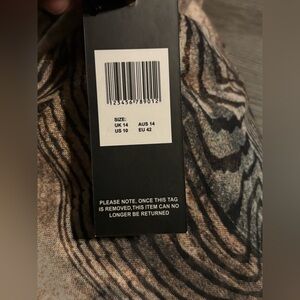 123456789012
SIZE:
UK 14 AUS 14
US 10 EU 42
PLEASE NOTE, ONCE THIS TAG
IS REMOVED.THIS ITEM CAN NO
LONGER BE RETURNED